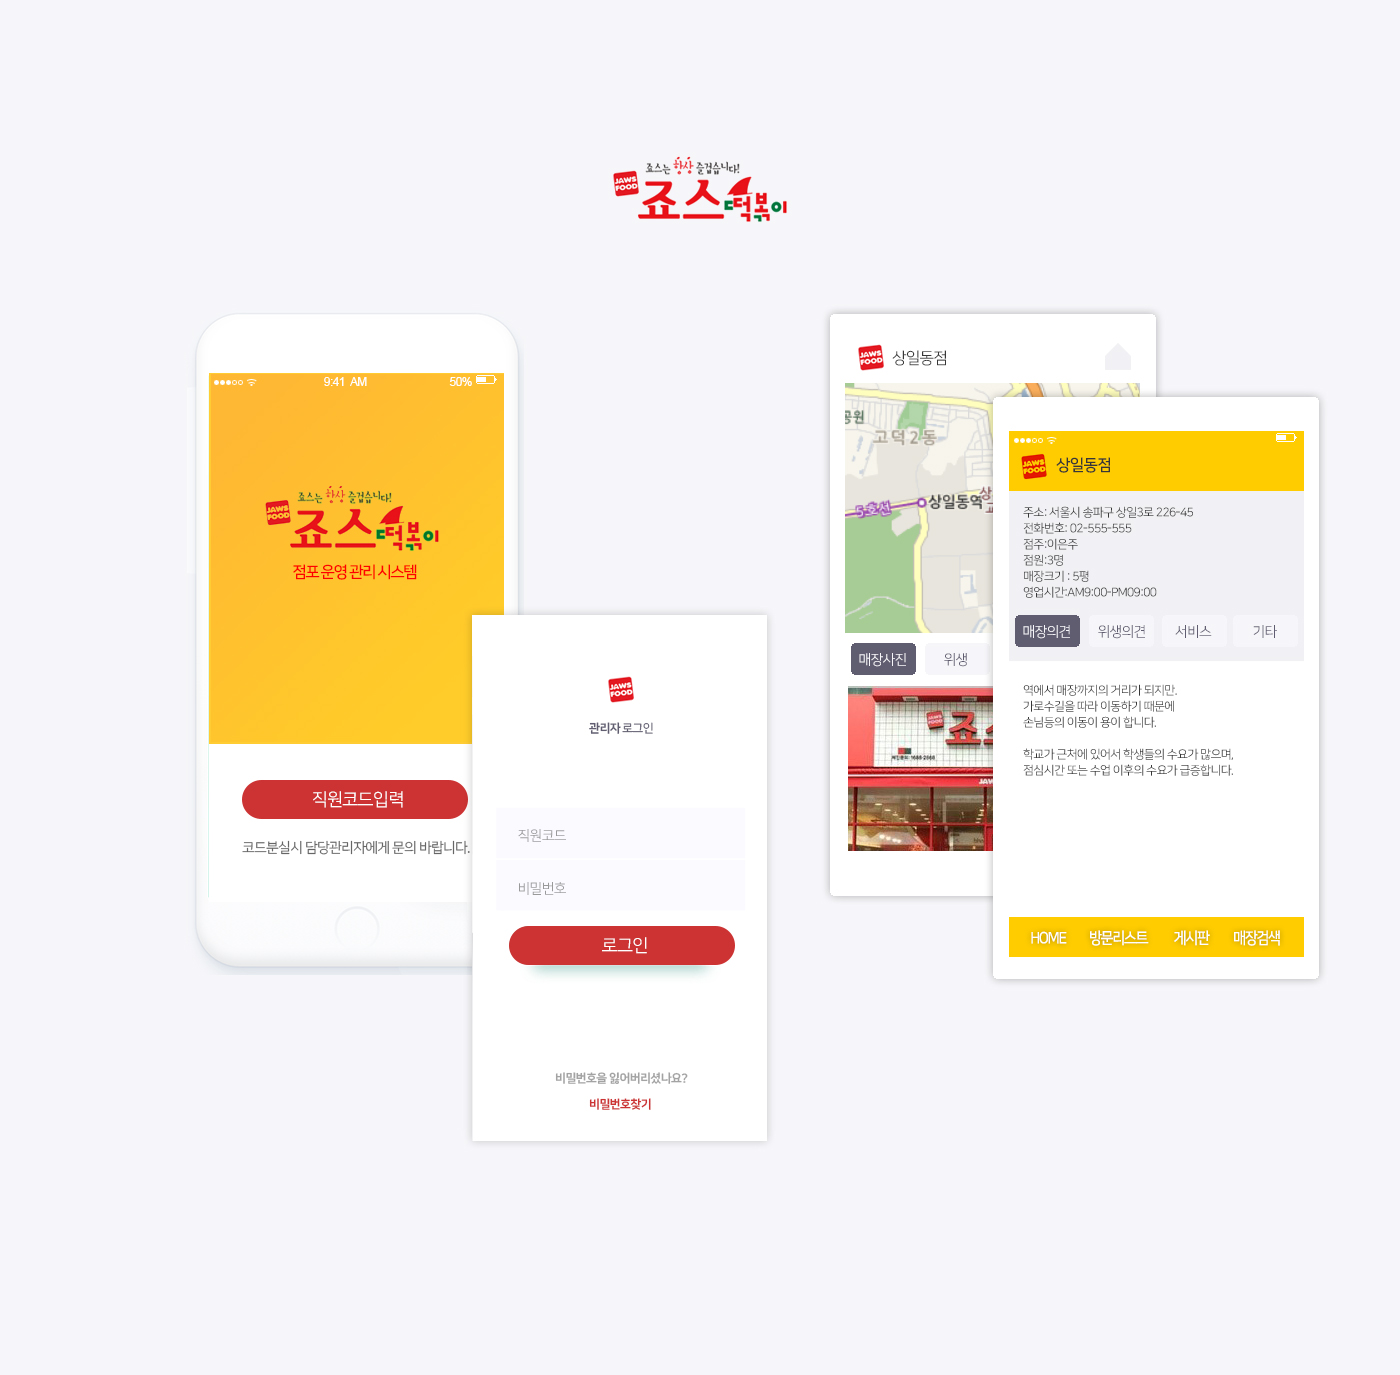 죠스는 항상 즐겁습니다!
JAWS FOOD
죠스떡볶이
9:41 AM
50%
죠스는 항상 즐겁습니다!
JAWS FOOD
죠스떡볶이
점포 운영 관리 시스템
직원코드입력
코드분실시 담당관리자에게 문의 바랍니다.
JAWS FOOD
관리자 로그인
직원코드
비밀번호
로그인
비밀번호을 잃어버리셨나요?
비밀번호찾기
JAWS FOOD
상일동점
공원
고덕2동
5호선
상일동역
매장사진
위생
JAWS FOOD
죠스
JAWS FOOD
상일동점
주소: 서울시 송파구 상일3로 226-45
전화번호: 02-555-555
점주:이은주
점원:3명
매장크기 : 5평
영업시간:AM9:00-PM09:00
매장의견
위생의견
서비스
기타
역에서 매장까지의 거리가 되지만.
가로수길을 따라 이동하기 때문에
손님등의 이동이 용이 합니다.
학교가 근처에 있어서 학생들의 수요가 많으며,
점심시간 또는 수업 이후의 수요가 급증합니다.
HOME
방문리스트
게시판
매장검색